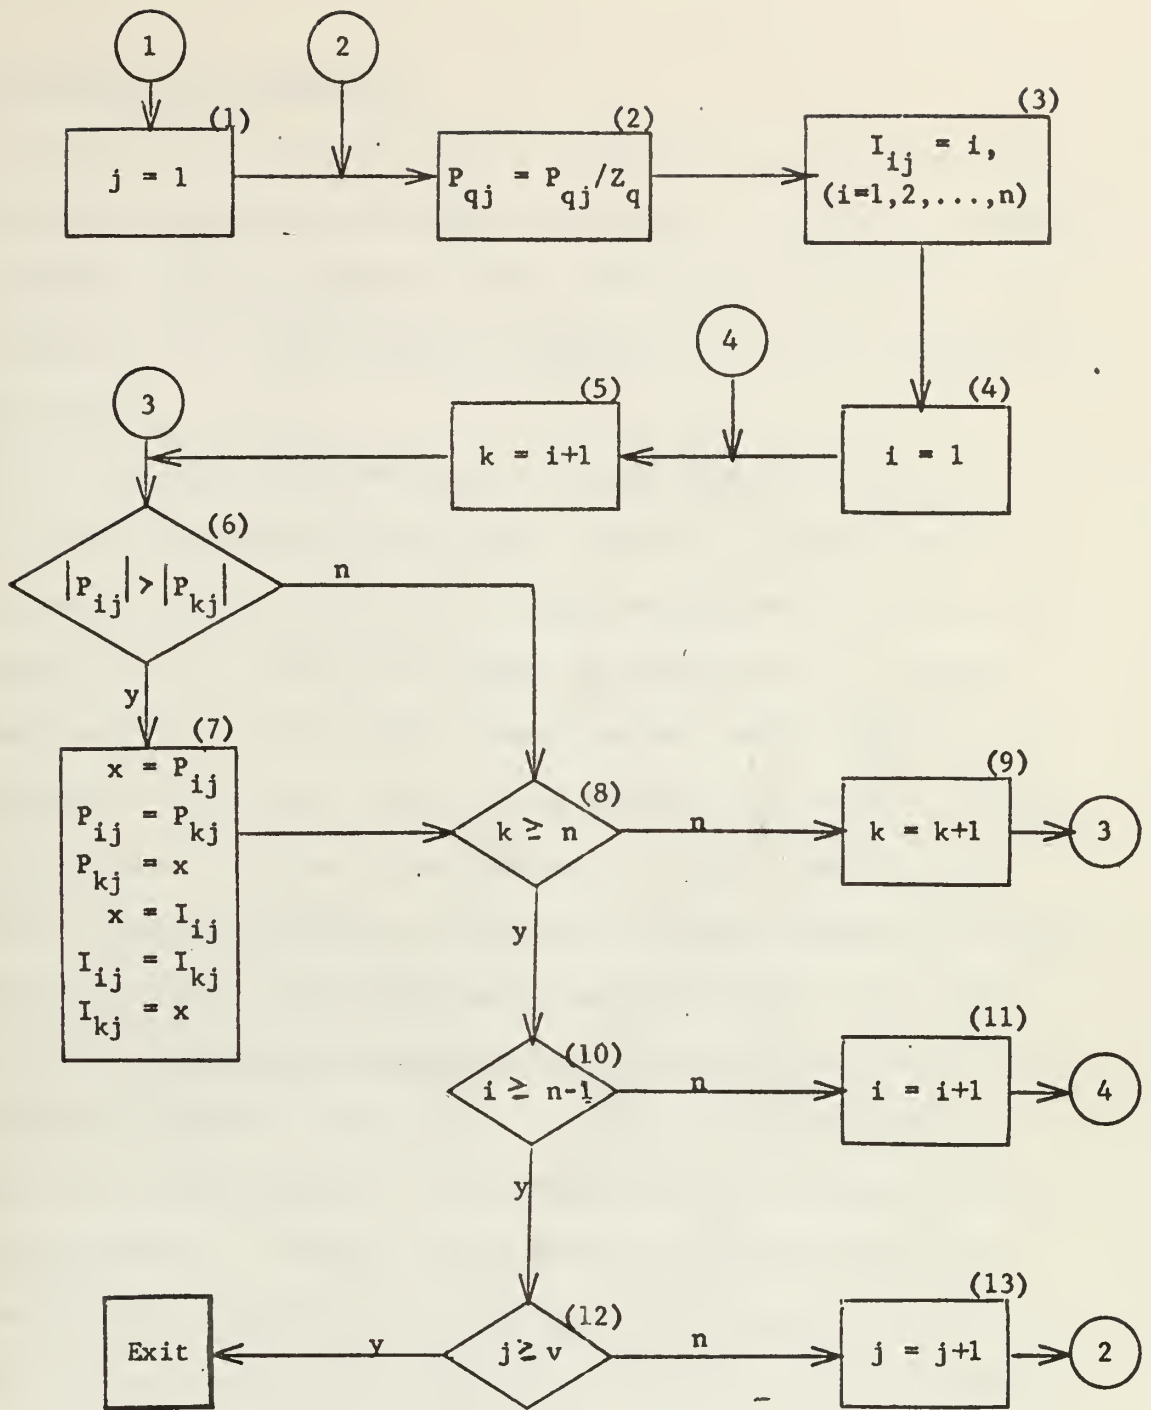 1
2
(1)
j = 1
(2)
P_qj = P_qj/Z_q
(3)
I_ij = i,
(i=1,2,...,n)
4
3
(5)
k = i+1
(4)
i = 1
(6)
|P_ij| > |P_kj|
n
y
(7)
x = P_ij
P_ij = P_kj
P_kj = x
x = I_ij
I_ij = I_kj
I_kj = x
(8)
k ≥ n
n
(9)
k = k+1
3
y
(10)
i ≥ n-1
n
(11)
i = i+1
4
y
Exit
y
(12)
j ≥ v
n
(13)
j = j+1
2